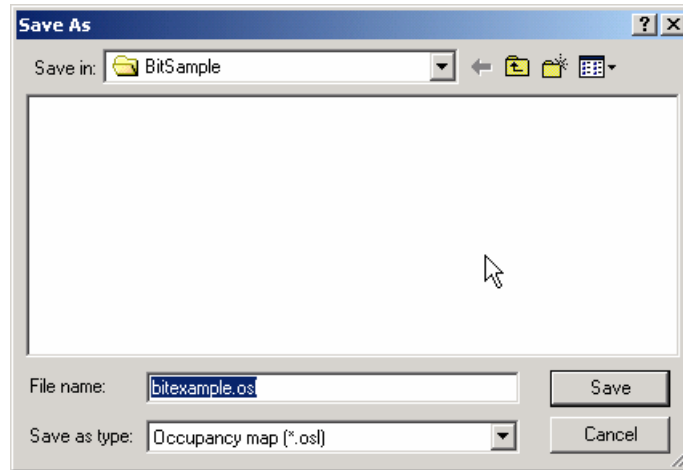 Save As
Save in: BitSample
File name: bitexample.osl
Save as type: Occupancy map (*.osl)
Save
Cancel